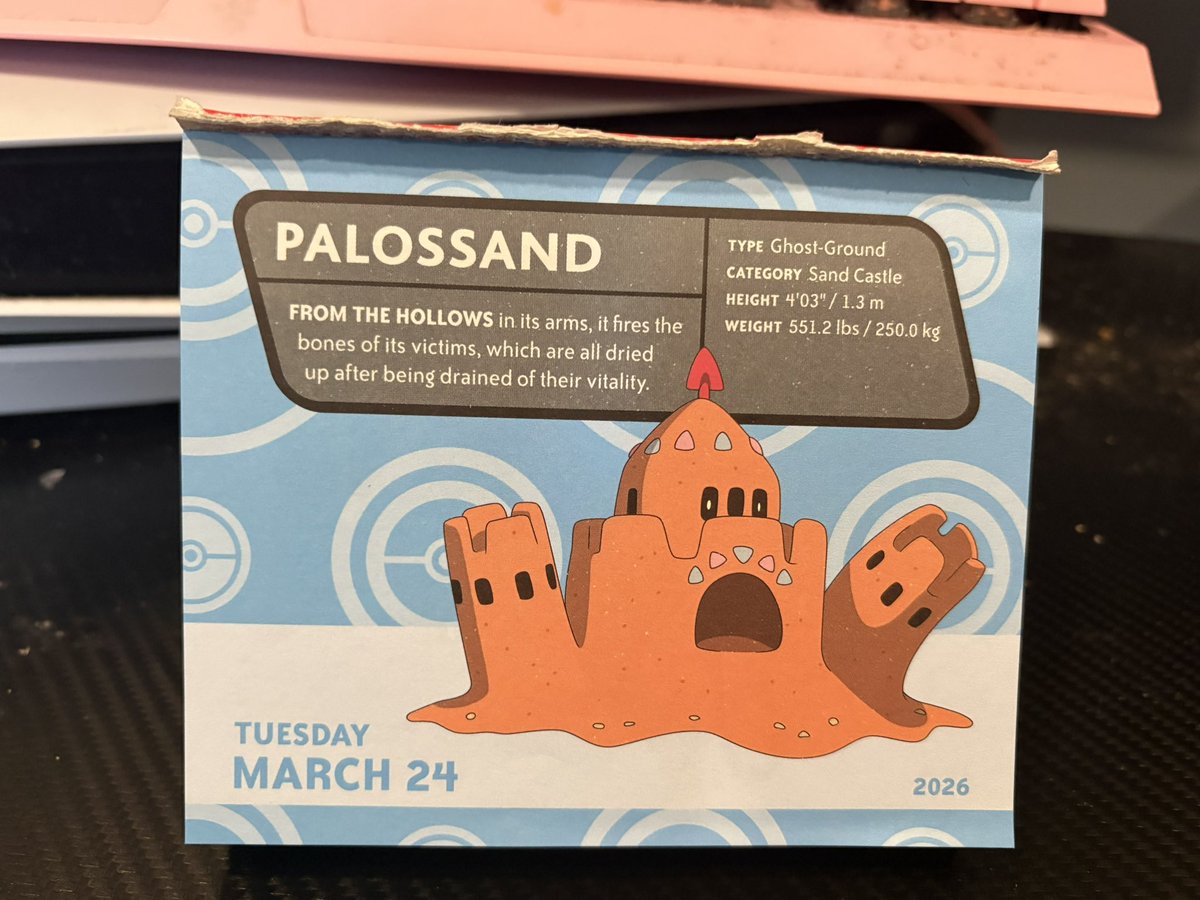 PALOSSAND
FROM THE HOLLOWS in its arms, it fires the
bones of its victims, which are all dried
up after being drained of their vitality.
TYPE Ghost-Ground
CATEGORY Sand Castle
HEIGHT 4'03" / 1.3 m
WEIGHT 551.2 lbs / 250.0 kg
TUESDAY
MARCH 24
2026